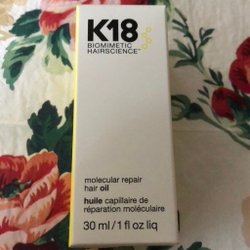 K18
BIOMIMETIC
HAIRSCIENCE
molecular repair
hair oil
huile capillaire de
réparation moléculaire
30 ml / 1 fl oz liq